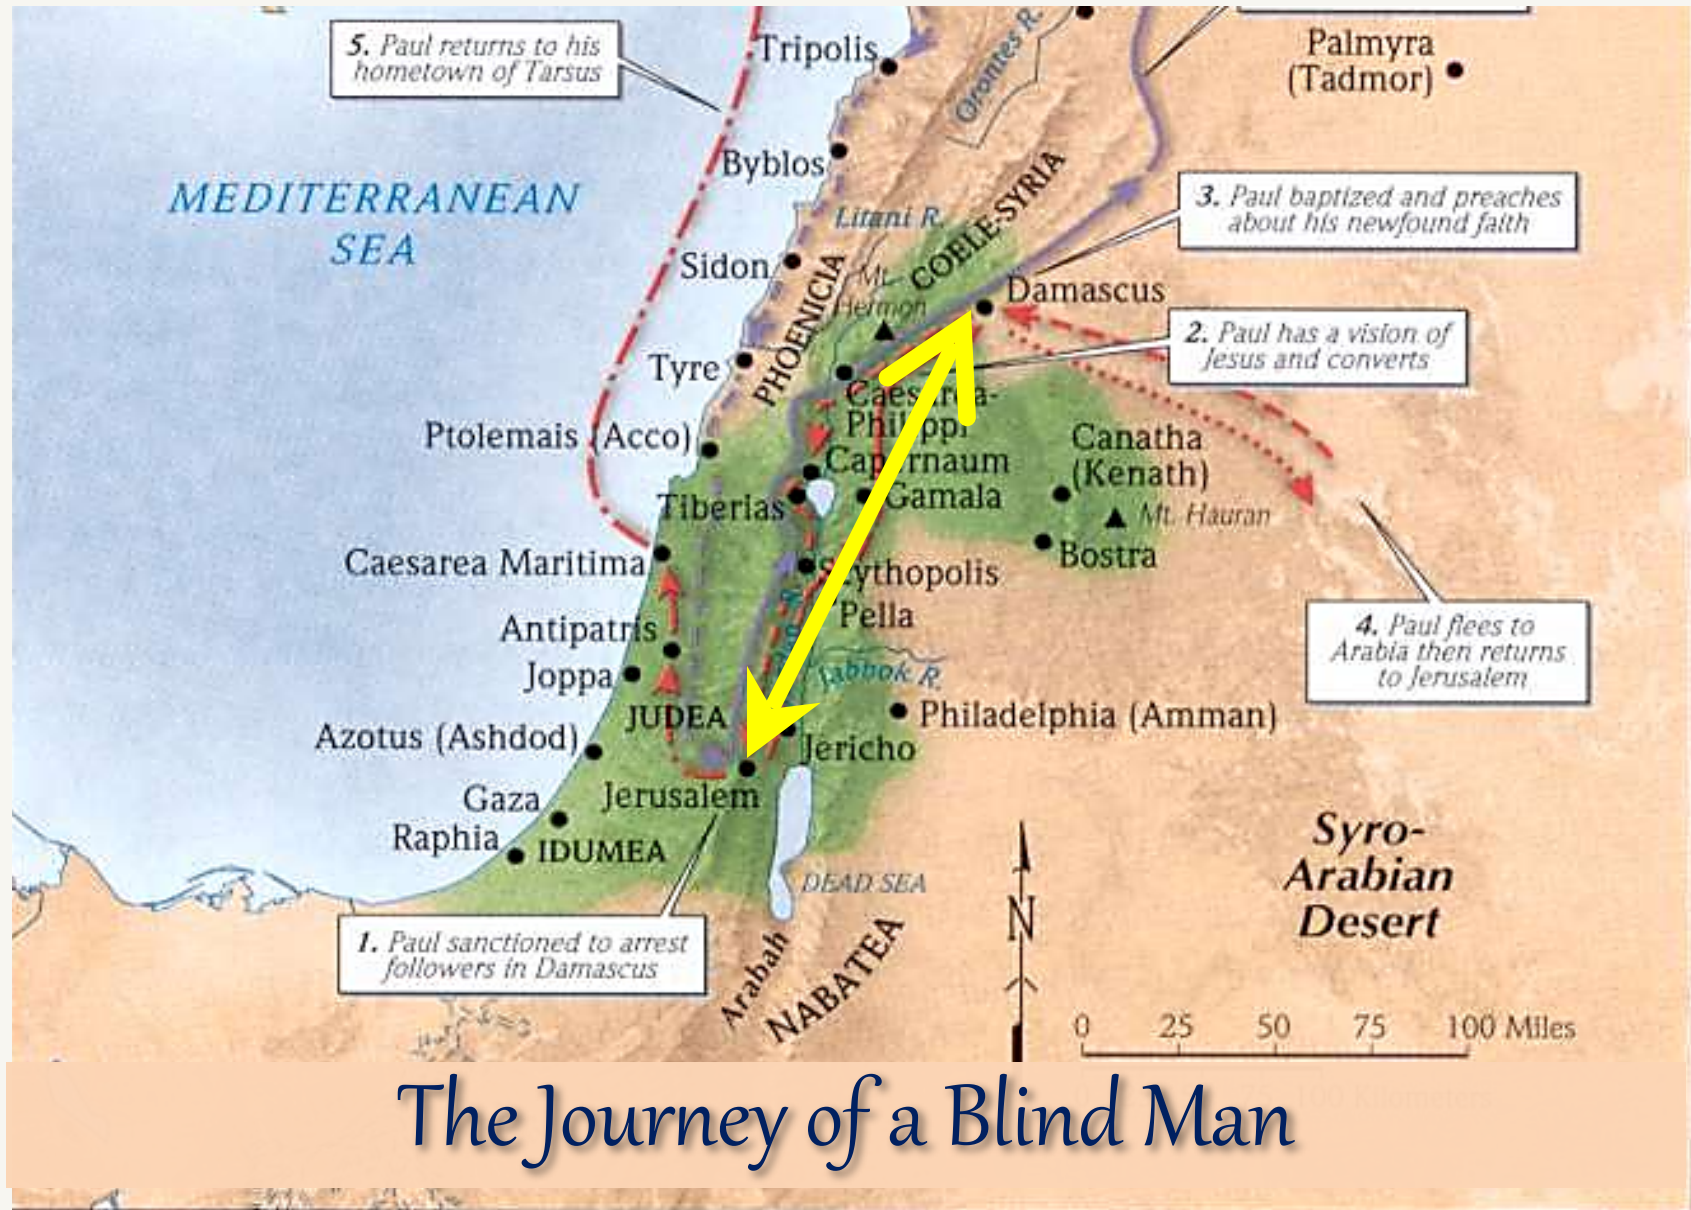 5. Paul returns to his
hometown of Tarsus
Tripolis
Orontes R.
Palmyra
(Tadmor)
Byblos
MEDITERRANEAN
SEA
Litani R.
COELE-SYRIA
3. Paul baptized and preaches
about his newfound faith
Sidon
PHOENICIA
Mt.
Hermon
Damascus
2. Paul has a vision of
Jesus and converts
Tyre
Caesarea-
Philippi
Ptolemais (Acco)
Capernaum
Canatha
(Kenath)
Tiberias
Gamala
Mt. Hauran
Caesarea Maritima
Scythopolis
Bostra
Pella
Antipatris
4. Paul flees to
Arabia then returns
to Jerusalem
Joppa
Jabbok R.
JUDEA
Philadelphia (Amman)
Azotus (Ashdod)
Jericho
Gaza
Jerusalem
Raphia
IDUMEA
Syro-
Arabian
Desert
DEAD SEA
N
1. Paul sanctioned to arrest
followers in Damascus
Arabah
NABATEA
0 25 50 75 100 Miles
100 Kilometers
The Journey of a Blind Man